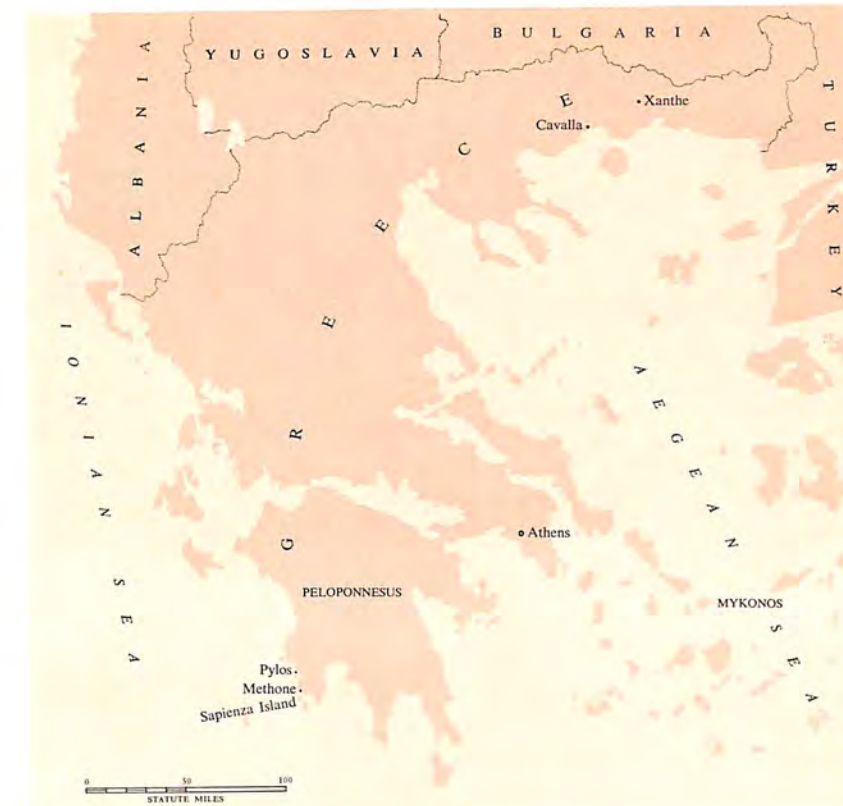 YUGOSLAVIA
BULGARIA
ALBANIA
TURKEY
GREECE
Xanthe
Cavalla
IONIAN SEA
AEGEAN SEA
Athens
PELOPONNESUS
MYKONOS
Pylos
Methone
Sapienza Island
0 50 100
STATUTE MILES